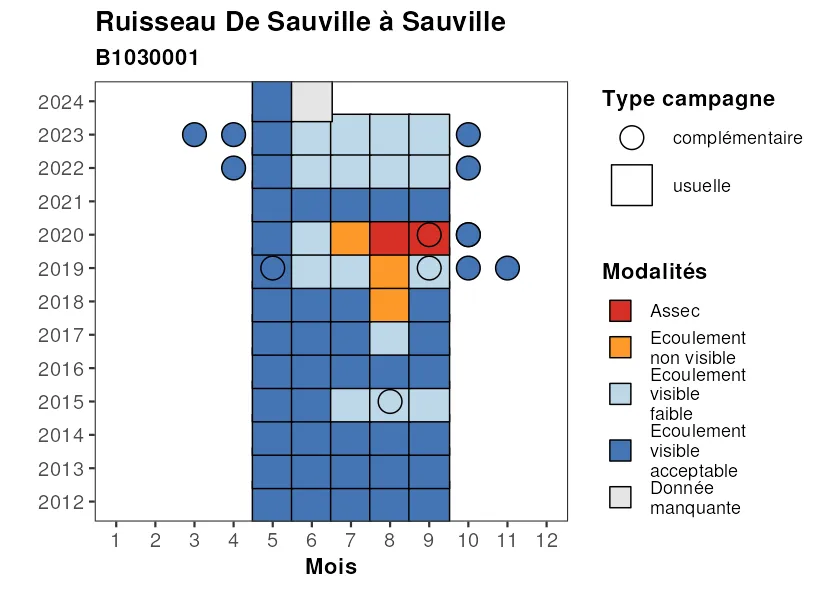 Ruisseau De Sauville à Sauville
B1030001
2024
2023
2022
2021
2020
2019
2018
2017
2016
2015
2014
2013
2012
1 2 3 4 5 6 7 8 9 10 11 12
Mois
Type campagne
complémentaire
usuelle
Modalités
Assec
Ecoulement
non visible
Ecoulement
visible
faible
Ecoulement
visible
acceptable
Donnée
manquante